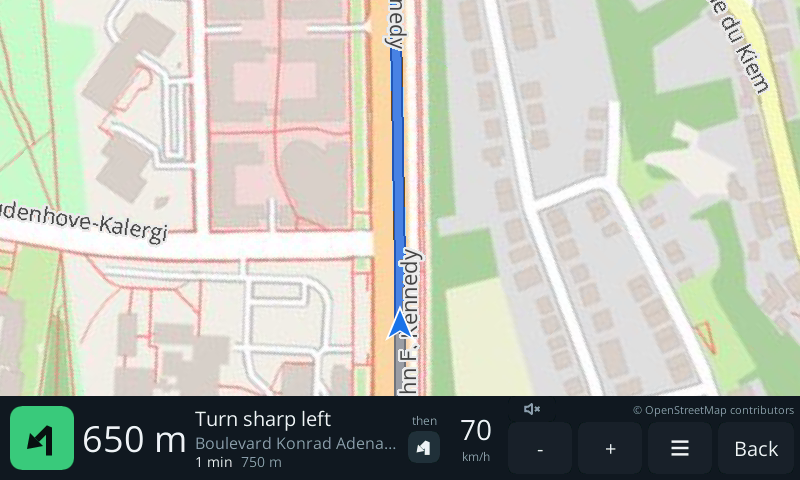 nedy
e du Kiem
denhove-Kalergi
hn F. Kennedy
650 m
Turn sharp left
Boulevard Konrad Adena...
1 min 750 m
then
70
km/h
© OpenStreetMap contributors
-
+
Back